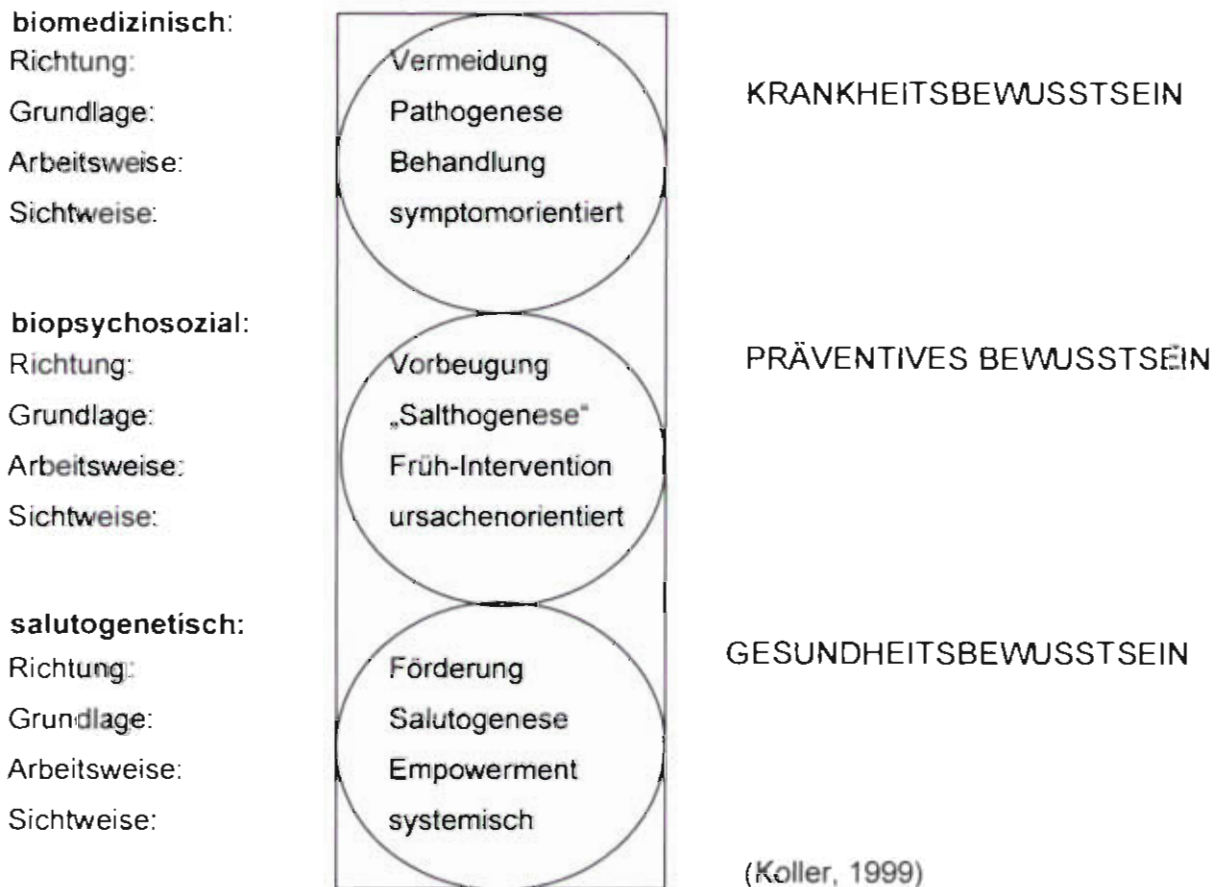 biomedizinisch:
Richtung: Vermeidung
KRANKHEITSBEWUSSTSEIN
Grundlage: Pathogenese
Arbeitsweise: Behandlung
Sichtweise: symptomorientiert
biopsychosozial:
Richtung: Vorbeugung PRÄVENTIVES BEWUSSTSEIN
Grundlage: „Salthogenese“
Arbeitsweise: Früh-Intervention
Sichtweise: ursachenorientiert
salutogenetisch:
GESUNDHEITSBEWUSSTSEIN
Richtung: Förderung
Grundlage: Salutogenese
Arbeitsweise: Empowerment
Sichtweise: systemisch
(Koller, 1999)